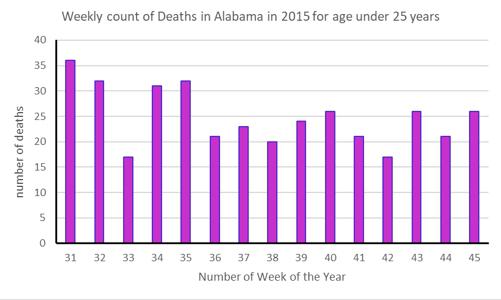 Weekly count of Deaths in Alabama in 2015 for age under 25 years
40
35
30
25
20
15
10
5
0
number of deaths
31 32 33 34 35 36 37 38 39 40 41 42 43 44 45
Number of Week of the Year